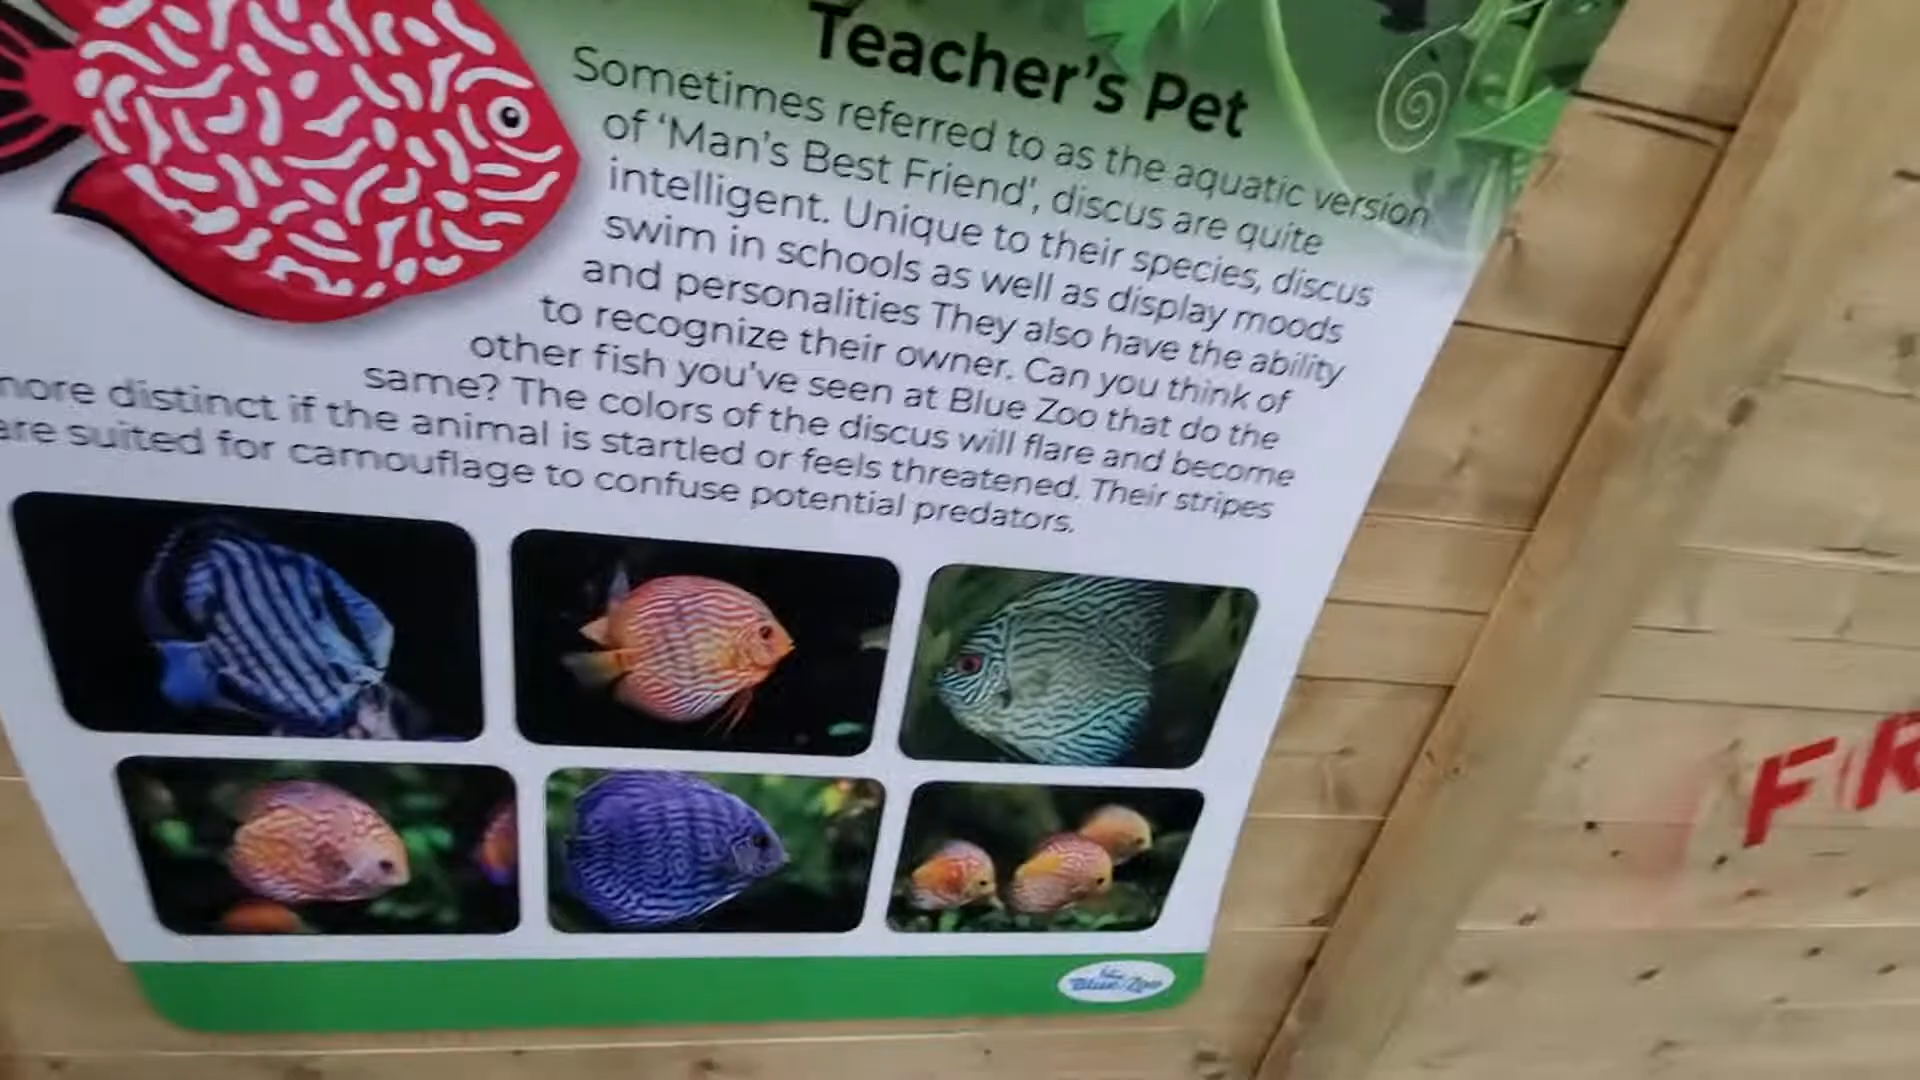 Teacher's Pet
Sometimes referred to as the aquatic version
of 'Man's Best Friend', discus are quite
intelligent. Unique to their species, discus
swim in schools as well as display moods
and personalities They also have the ability
to recognize their owner. Can you think of
other fish you've seen at Blue Zoo that do the
same? The colors of the discus will flare and become
more distinct if the animal is startled or feels threatened. Their stripes
are suited for camouflage to confuse potential predators.
Blue Zoo
FR